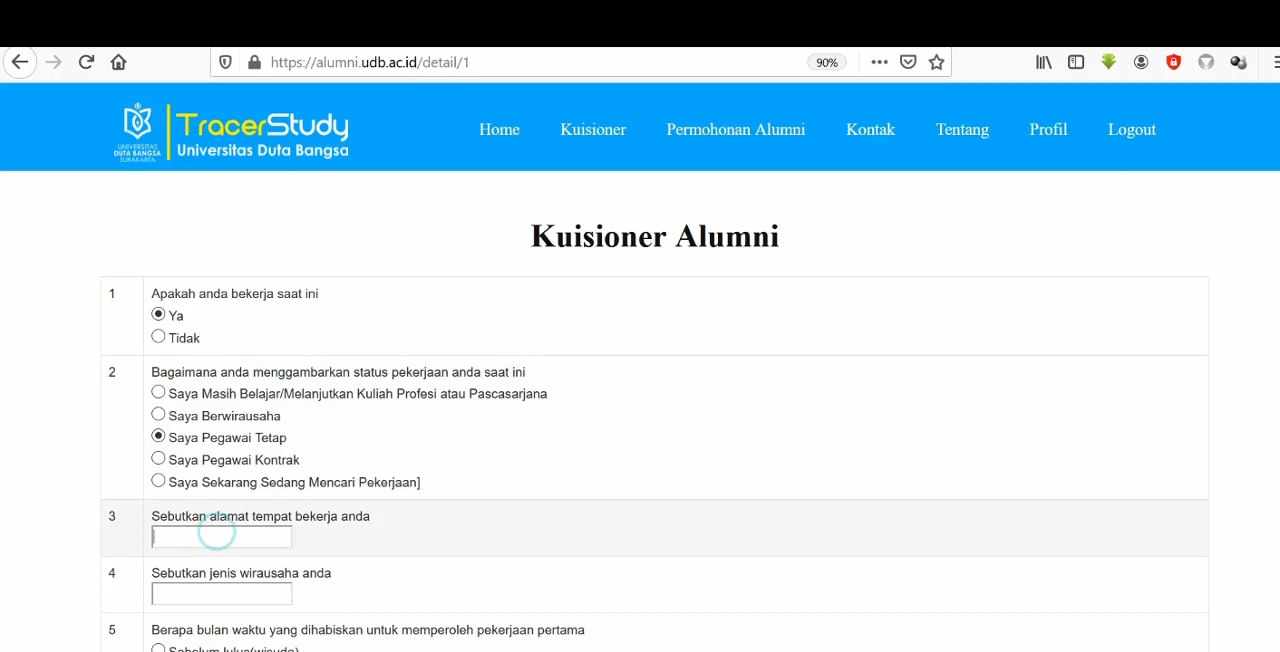 https://alumni.udb.ac.id/detail/1
90%
UNIVERSITAS
DUTA BANGSA
SURAKARTA
TracerStudy
Universitas Duta Bangsa
Home
Kuisioner
Permohonan Alumni
Kontak
Tentang
Profil
Logout
Kuisioner Alumni
1
Apakah anda bekerja saat ini
Ya
Tidak
2
Bagaimana anda menggambarkan status pekerjaan anda saat ini
Saya Masih Belajar/Melanjutkan Kuliah Profesi atau Pascasarjana
Saya Berwirausaha
Saya Pegawai Tetap
Saya Pegawai Kontrak
Saya Sekarang Sedang Mencari Pekerjaan]
3
Sebutkan alamat tempat bekerja anda
4
Sebutkan jenis wirausaha anda
5
Berapa bulan waktu yang dihabiskan untuk memperoleh pekerjaan pertama
Sebelum lulus(wisuda)